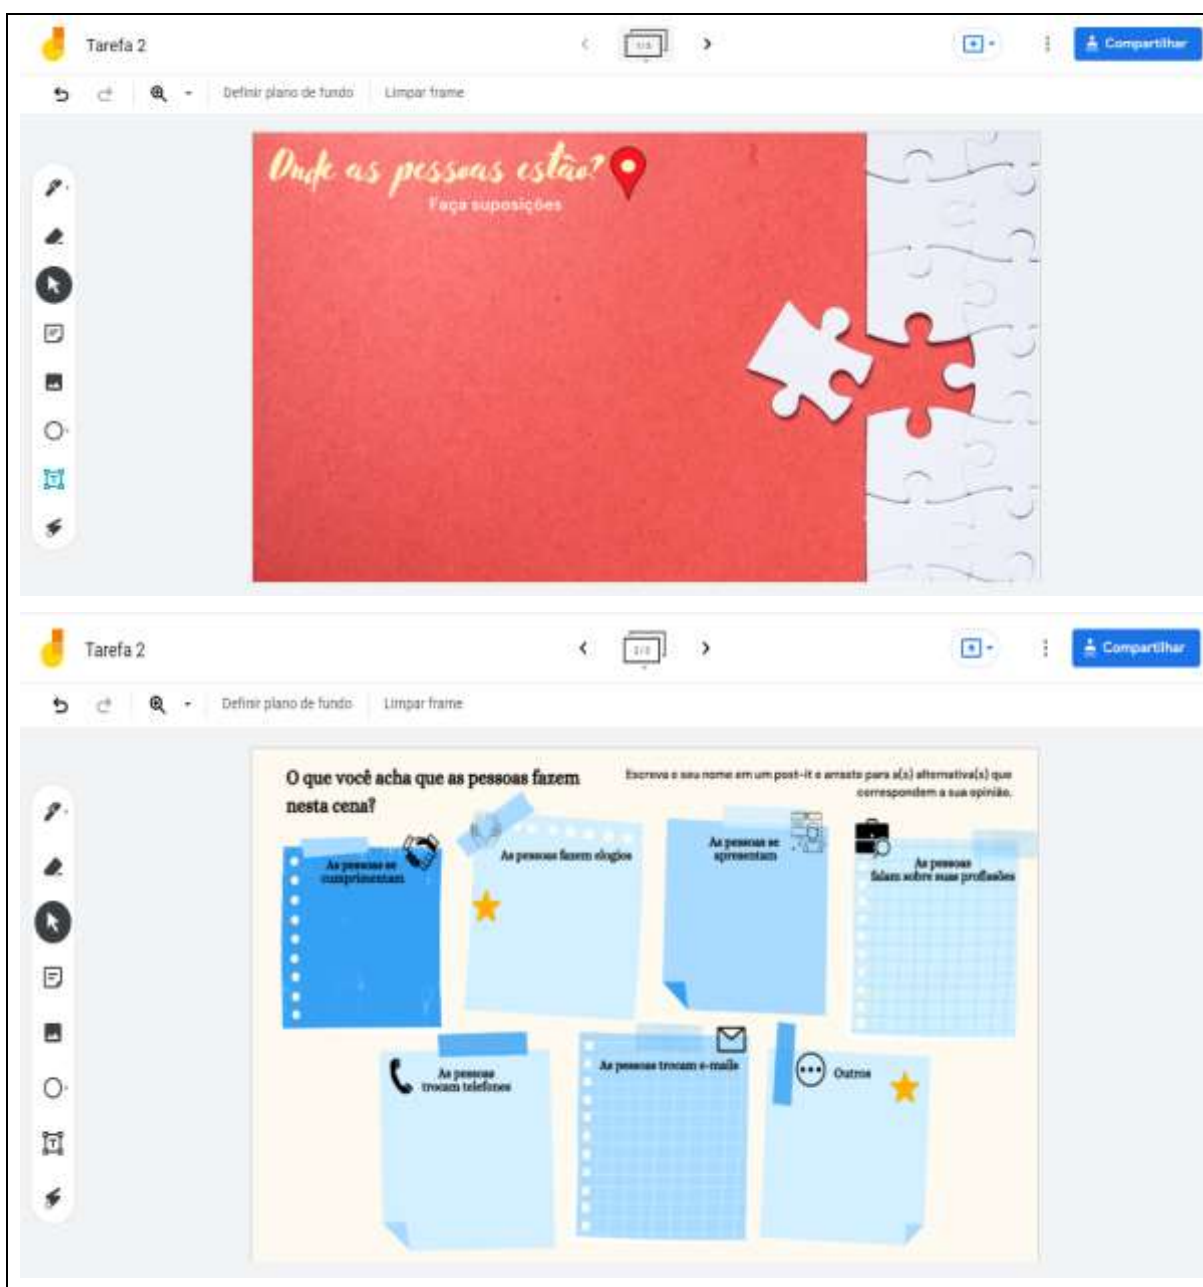 Tarefa 2
Compartilhar
Definir plano de fundo Limpar frame
Onde as pessoas estão?
Faça suposições
Tarefa 2
Compartilhar
Definir plano de fundo Limpar frame
O que você acha que as pessoas fazem
nesta cena?
Escreva o seu nome em um post-it e arraste para a(s) alternativa(s) que
correspondem a sua opinião.
As pessoas se
cumprimentam
As pessoas fazem elogios
As pessoas se
apresentam
As pessoas
falam sobre suas profissões
As pessoas
trocam telefones
As pessoas trocam e-mails
Outros